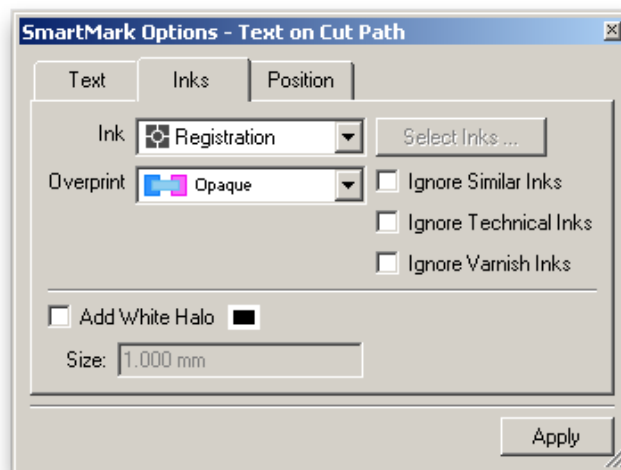 SmartMark Options - Text on Cut Path
Text Inks Position
Ink Registration Select Inks ...
Overprint Opaque Ignore Similar Inks
Ignore Technical Inks
Ignore Varnish Inks
Add White Halo
Size: 1.000 mm
Apply